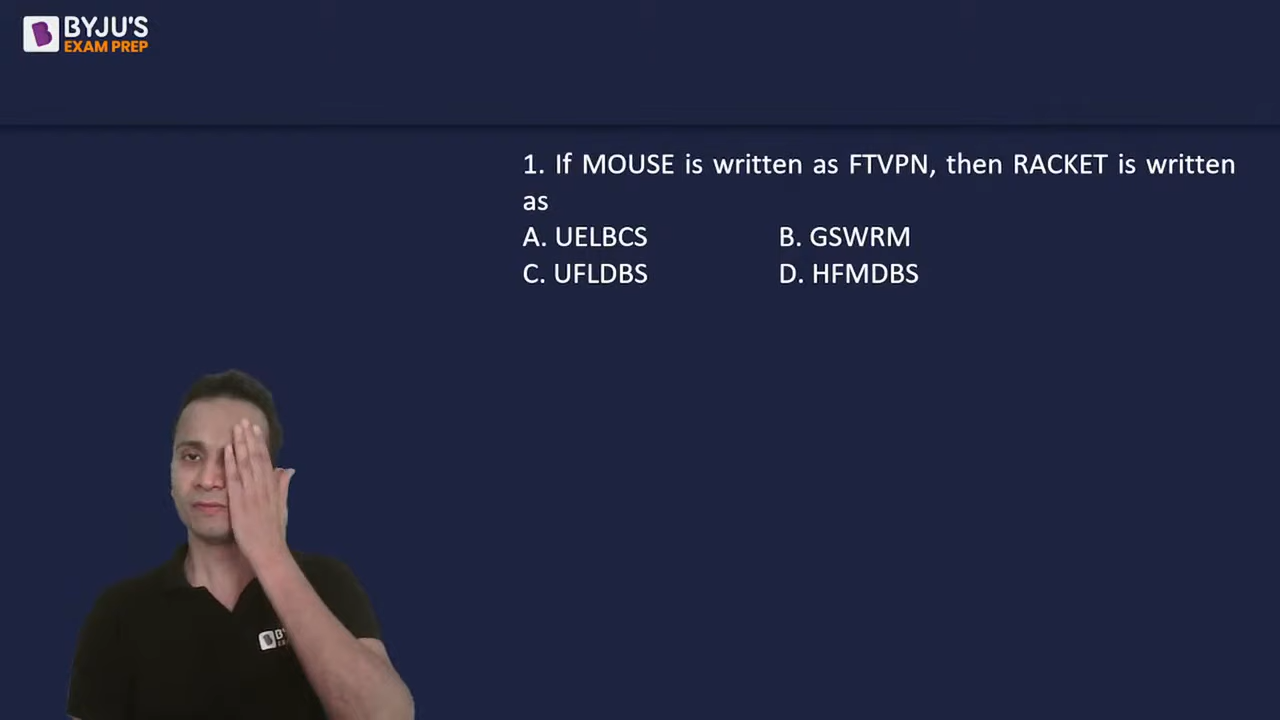 BYJU'S
EXAM PREP
1. If MOUSE is written as FTVPN, then RACKET is written
as
A. UELBCS B. GSWRM
C. UFLDBS D. HFMDBS